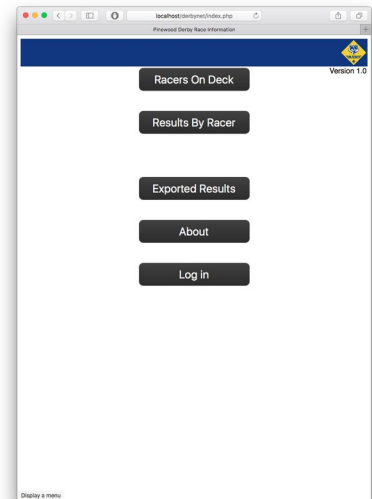 localhost/derbynet/index.php
Pinewood Derby Race Information
Version 1.0
Racers On Deck
Results By Racer
Exported Results
About
Log in
Display a menu